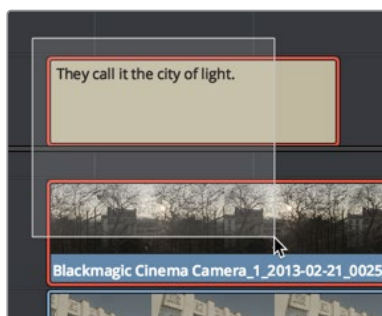 They call it the city of light.
Blackmagic Cinema Camera_1_2013-02-21_0025